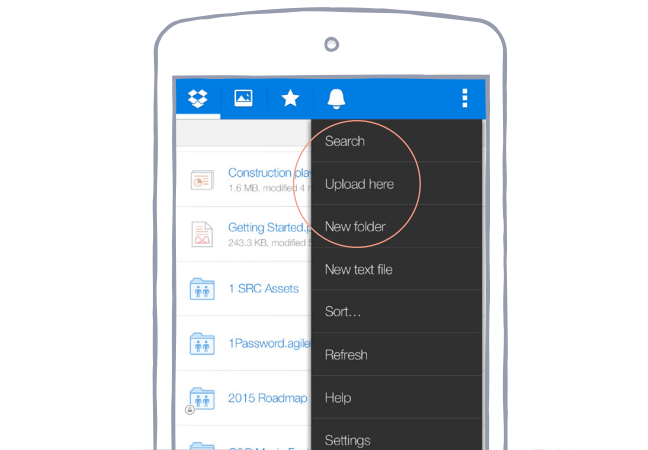 Search
Construction pla
1.6 MB, modified 4
Upload here
Getting Started.
243.3 KB, modified
New folder
New text file
1 SRC Assets
Sort...
1Password.agile
Refresh
2015 Roadmap
Help
Settings